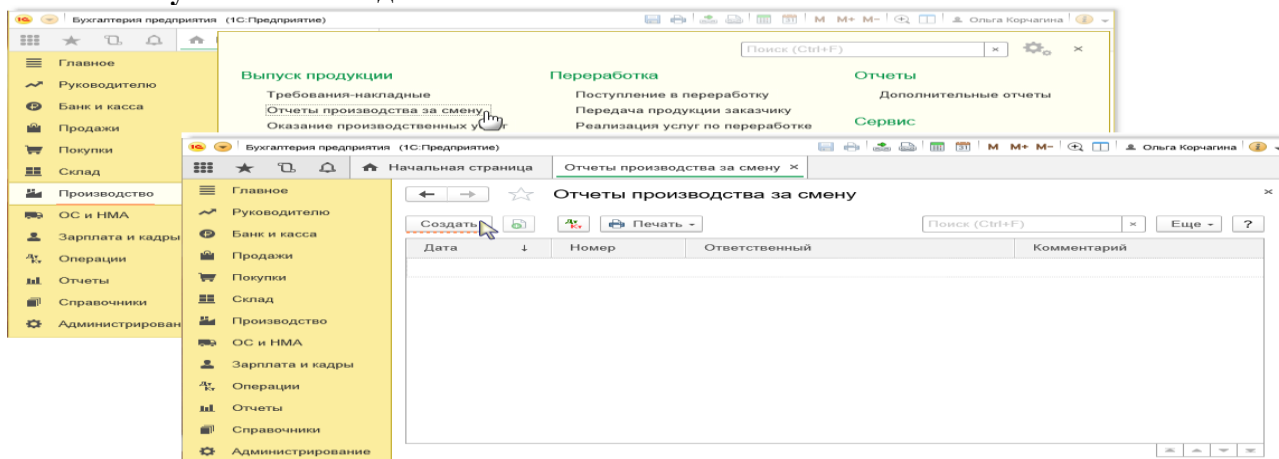 Бухгалтерия предприятия (1С:Предприятие)
M M+ M- Ольга Корчагина
Поиск (Ctrl+F)
Главное
Руководителю
Банк и касса
Продажи
Покупки
Склад
Производство
ОС и НМА
Зарплата и кадры
Операции
Отчеты
Справочники
Выпуск продукции
Требования-накладные
Отчеты производства за смену
Оказание производственных
Переработка
Поступление в переработку
Передача продукции заказчику
Реализация услуг по переработке
Отчеты
Дополнительные отчеты
Сервис
Бухгалтерия предприятия (1С:Предприятие)
M M+ M- Ольга Корчагина
Начальная страница
Отчеты производства за смену ×
Главное
Руководителю
Банк и касса
Продажи
Покупки
Склад
Производство
ОС и НМА
Зарплата и кадры
Операции
Отчеты
Справочники
Администрирование
Отчеты производства за смену
Создать
Печать
Поиск (Ctrl+F)
Еще
?
Дата
Номер
Ответственный
Комментарий